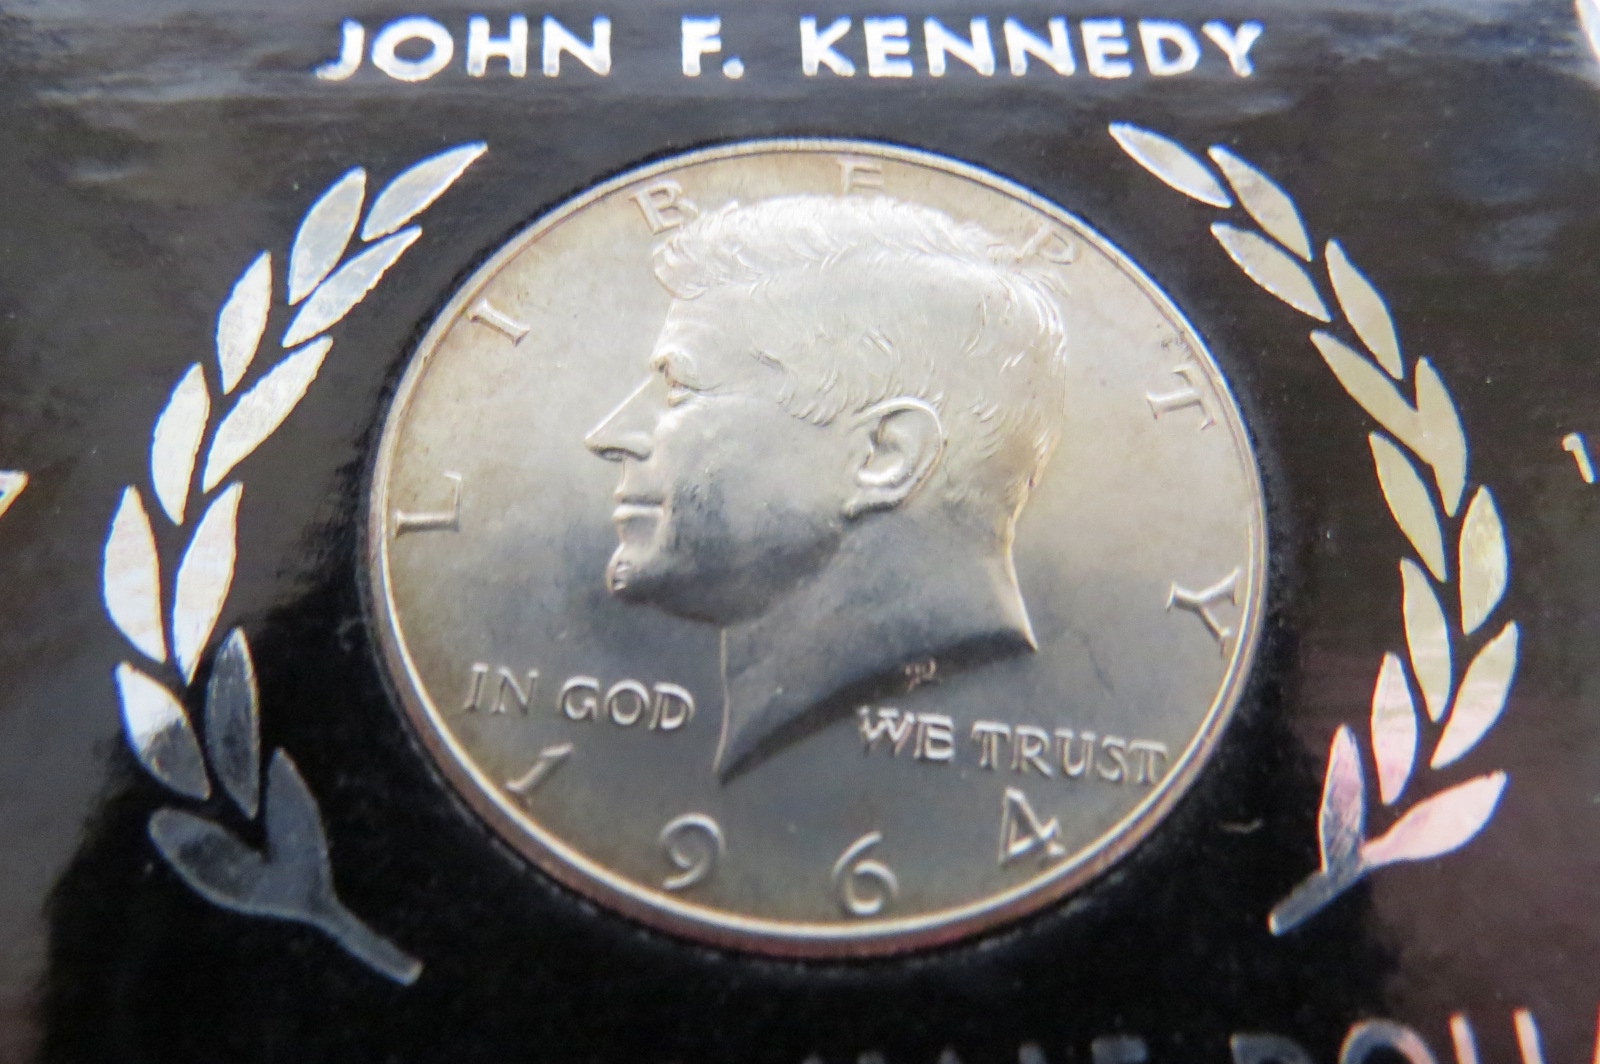 JOHN F. KENNEDY
LIBERTY
IN GOD WE TRUST
1964